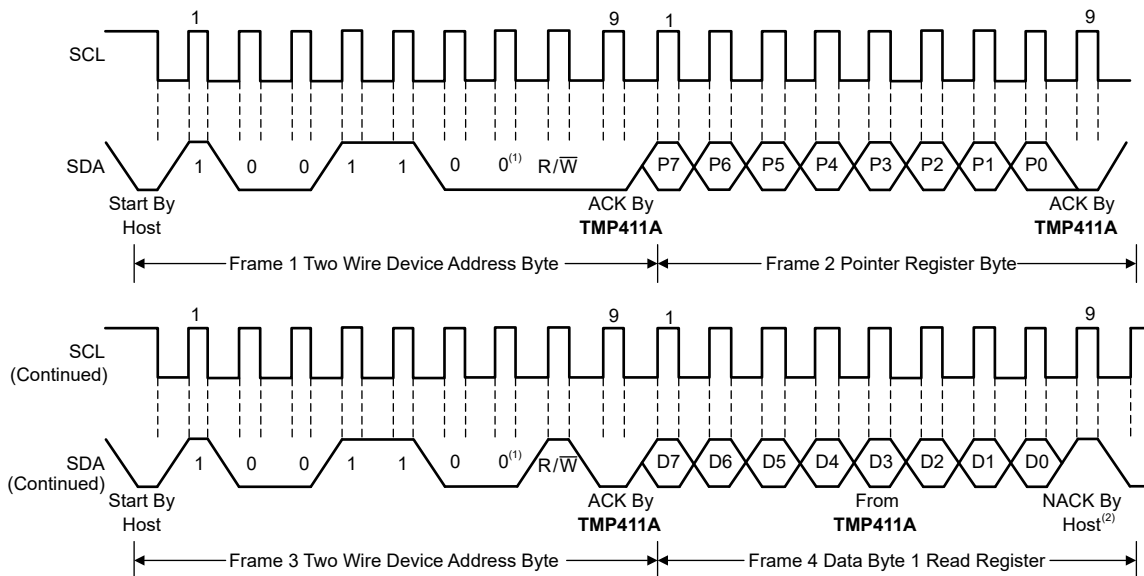 1 9 1 9
SCL
SDA 1 0 0 1 1 0 0(1) R/W̅ P7 P6 P5 P4 P3 P2 P1 P0
Start By ACK By ACK By
Host TMP411A TMP411A
Frame 1 Two Wire Device Address Byte Frame 2 Pointer Register Byte
1 9 1 9
SCL
(Continued)
SDA 1 0 0 1 1 0 0(1) R/W̅ D7 D6 D5 D4 D3 D2 D1 D0
(Continued)
Start By ACK By From NACK By
Host TMP411A TMP411A Host(2)
Frame 3 Two Wire Device Address Byte Frame 4 Data Byte 1 Read Register